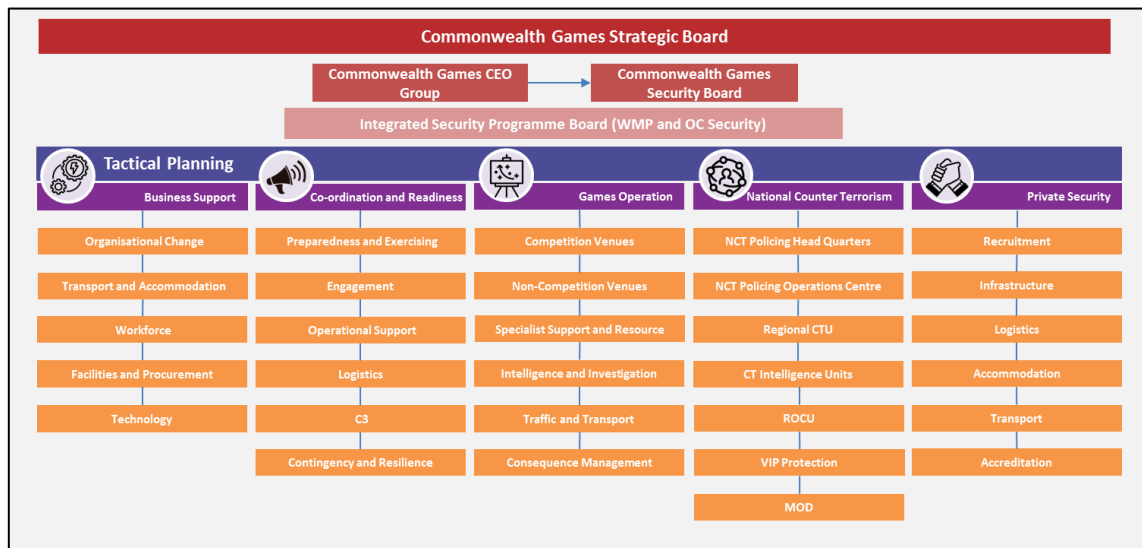 Commonwealth Games Strategic Board
Commonwealth Games CEO
Group
Commonwealth Games
Security Board
Integrated Security Programme Board (WMP and OC Security)
Tactical Planning
Business Support
Organisational Change
Transport and Accommodation
Workforce
Facilities and Procurement
Technology
Co-ordination and Readiness
Preparedness and Exercising
Engagement
Operational Support
Logistics
C3
Contingency and Resilience
Games Operation
Competition Venues
Non-Competition Venues
Specialist Support and Resource
Intelligence and Investigation
Traffic and Transport
Consequence Management
National Counter Terrorism
NCT Policing Head Quarters
NCT Policing Operations Centre
Regional CTU
CT Intelligence Units
ROCU
VIP Protection
MOD
Private Security
Recruitment
Infrastructure
Logistics
Accommodation
Transport
Accreditation